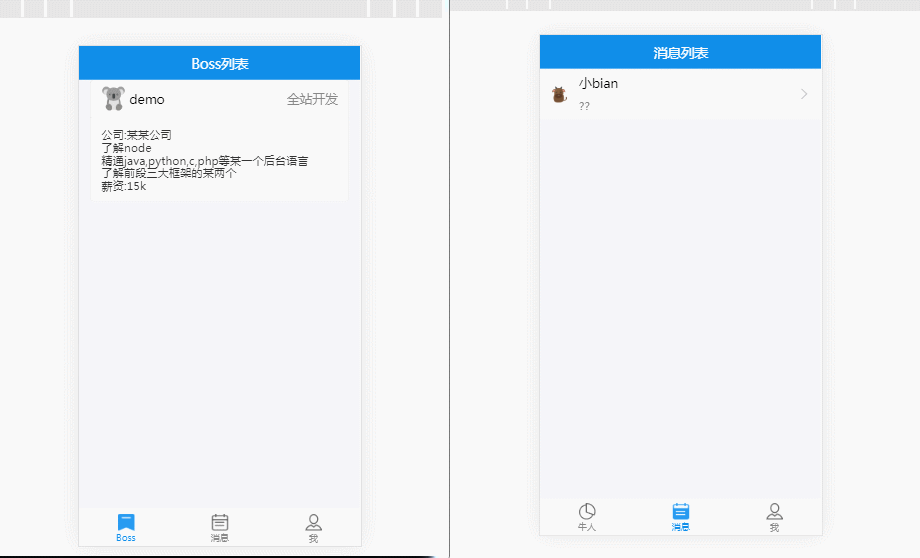 Boss列表
demo
全站开发
公司:某某公司
了解node
精通java,python,c,php等某一个后台语言
了解前段三大框架的某两个
薪资:15k
Boss
消息
我
消息列表
小bian
??
牛人
消息
我